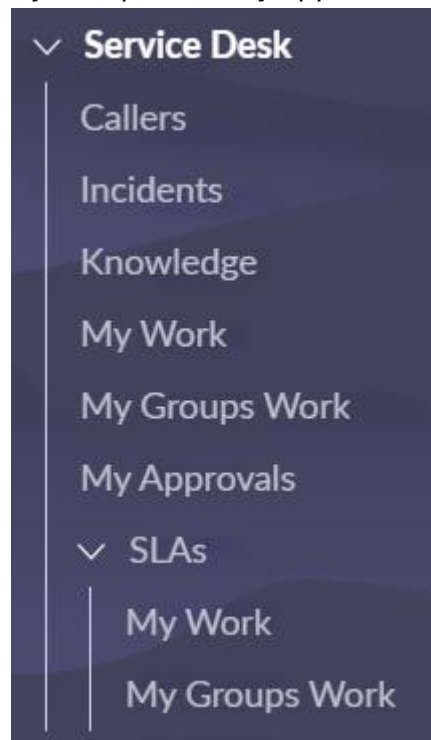 Service Desk
Callers
Incidents
Knowledge
My Work
My Groups Work
My Approvals
SLAs
My Work
My Groups Work